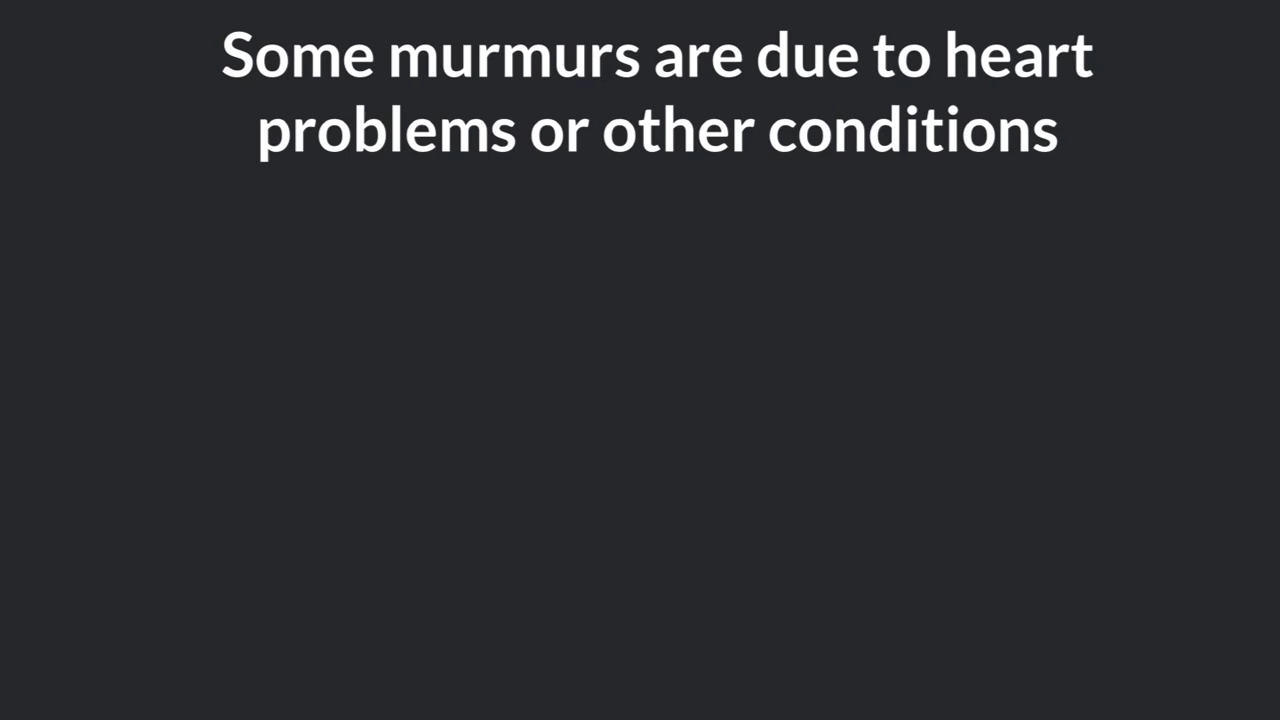 Some murmurs are due to heart
problems or other conditions